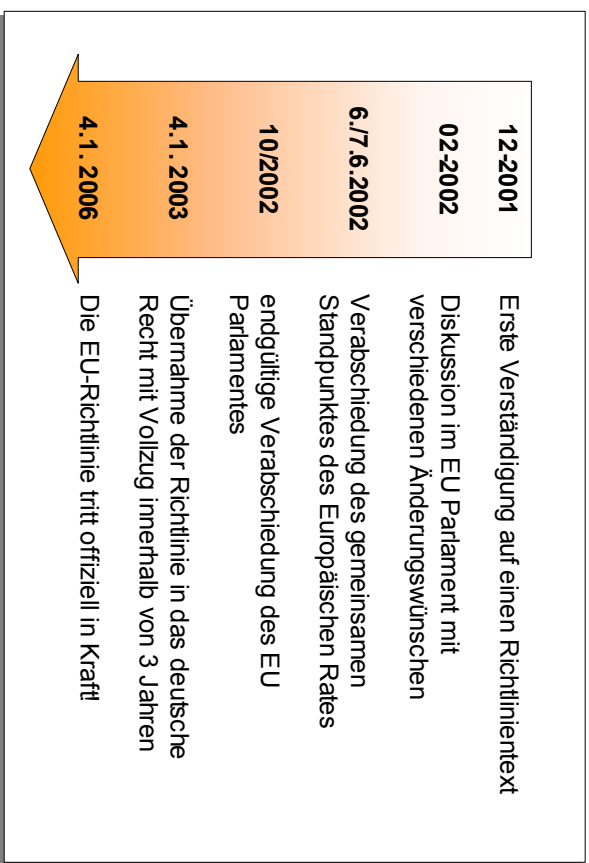 12-2001 Erste Verständigung auf einen Richtlinientext
02-2002 Diskussion im EU Parlament mit
verschiedenen Änderungswünschen
6./7.6.2002 Verabschiedung des gemeinsamen
Standpunktes des Europäischen Rates
10/2002 endgültige Verabschiedung des EU
Parlamentes
4.1. 2003 Übernahme der Richtlinie in das deutsche
Recht mit Vollzug innerhalb von 3 Jahren
4.1. 2006 Die EU-Richtlinie tritt offiziell in Kraft!